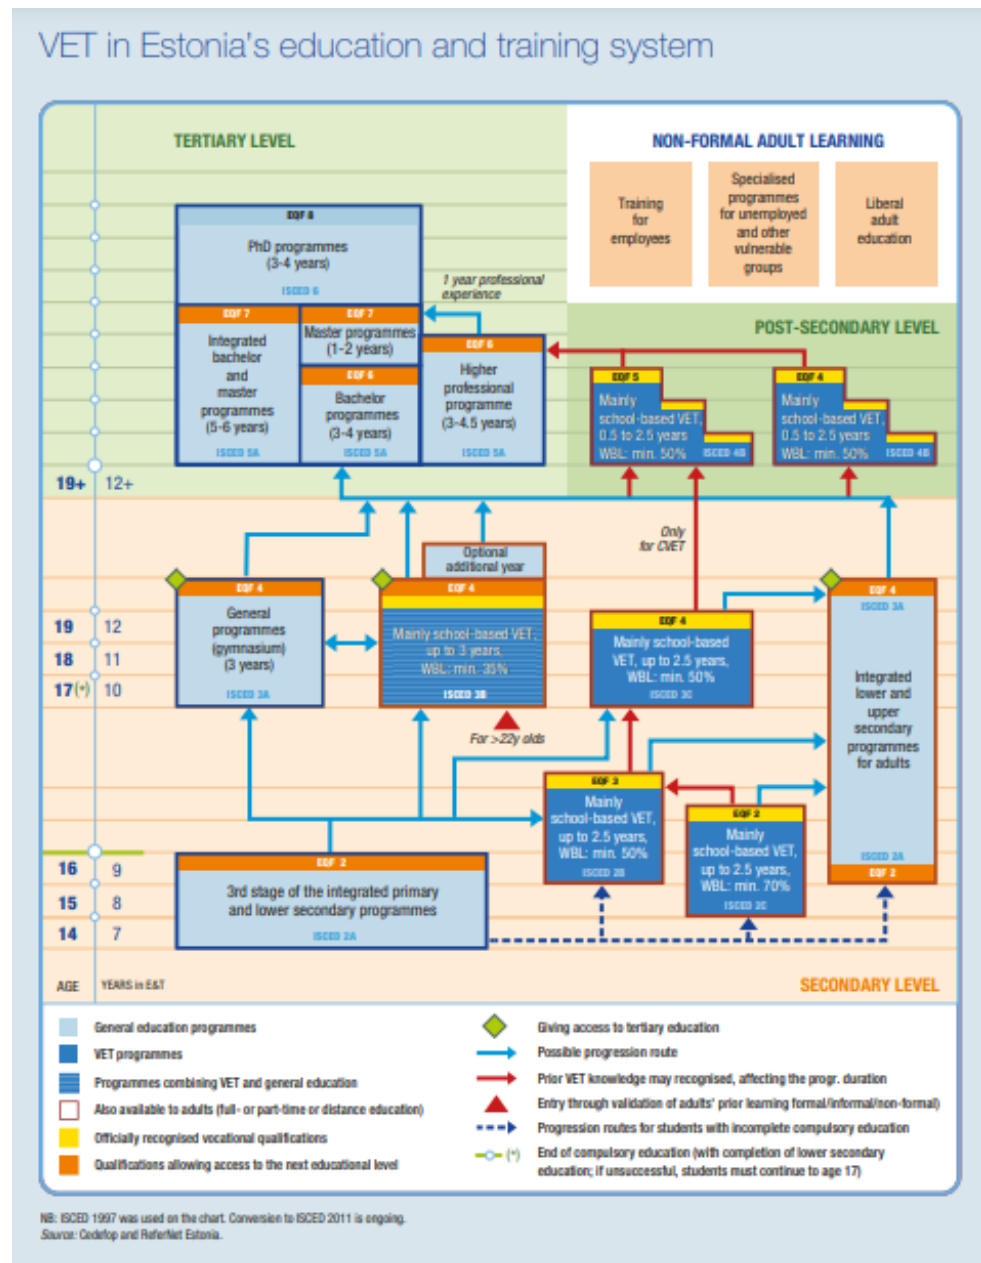 VET in Estonia's education and training system
TERTIARY LEVEL
NON-FORMAL ADULT LEARNING
Training
for
employees
Specialised
programmes
for unemployed
and other
vulnerable
groups
Liberal
adult
education
EQF 8
PhD programmes
(3-4 years)
ISCED 6
1 year professional
experience
POST-SECONDARY LEVEL
EQF 7
Integrated
bachelor
and
master
programmes
(5-6 years)
ISCED 5A
EQF 7
Master programmes
(1-2 years)
EQF 6
Bachelor
programmes
(3-4 years)
ISCED 5A
EQF 6
Higher
professional
programme
(3-4.5 years)
ISCED 5A
EQF 5
Mainly
school-based VET,
0.5 to 2.5 years
WBL: min. 50%
ISCED 4B
EQF 4
Mainly
school-based VET,
0.5 to 2.5 years
WBL: min. 50%
ISCED 4B
19+ 12+
Only
for CVET
Optional
additional year
EQF 4
General
programmes
(gymnasium)
(3 years)
ISCED 3A
EQF 4
Mainly school-based VET,
up to 3 years,
WBL: min. 35%
ISCED 3B
For >22y olds
EQF 4
Mainly school-based
VET, up to 2.5 years,
WBL: min. 50%
ISCED 3C
EQF 4
ISCED 3A
Integrated
lower and
upper
secondary
programmes
for adults
ISCED 2A
EQF 2
19 12
18 11
17(*) 10
EQF 3
Mainly
school-based VET,
up to 2.5 years,
WBL: min. 50%
ISCED 2B
EQF 2
Mainly
school-based VET,
up to 2.5 years,
WBL: min. 70%
ISCED 2C
16 9
15 8
14 7
EQF 2
3rd stage of the integrated primary
and lower secondary programmes
ISCED 2A
AGE YEARS in E&T
SECONDARY LEVEL
General education programmes
VET programmes
Programmes combining VET and general education
Also available to adults (full- or part-time or distance education)
Officially recognised vocational qualifications
Qualifications allowing access to the next educational level
Giving access to tertiary education
Possible progression route
Prior VET knowledge may recognised, affecting the progr. duration
Entry through validation of adults' prior learning formal/informal/non-formal)
Progression routes for students with incomplete compulsory education
(*) End of compulsory education (with completion of lower secondary
education; if unsuccessful, students must continue to age 17)
NB: ISCED 1997 was used on the chart. Conversion to ISCED 2011 is ongoing.
Source: Cedefop and ReferNet Estonia.